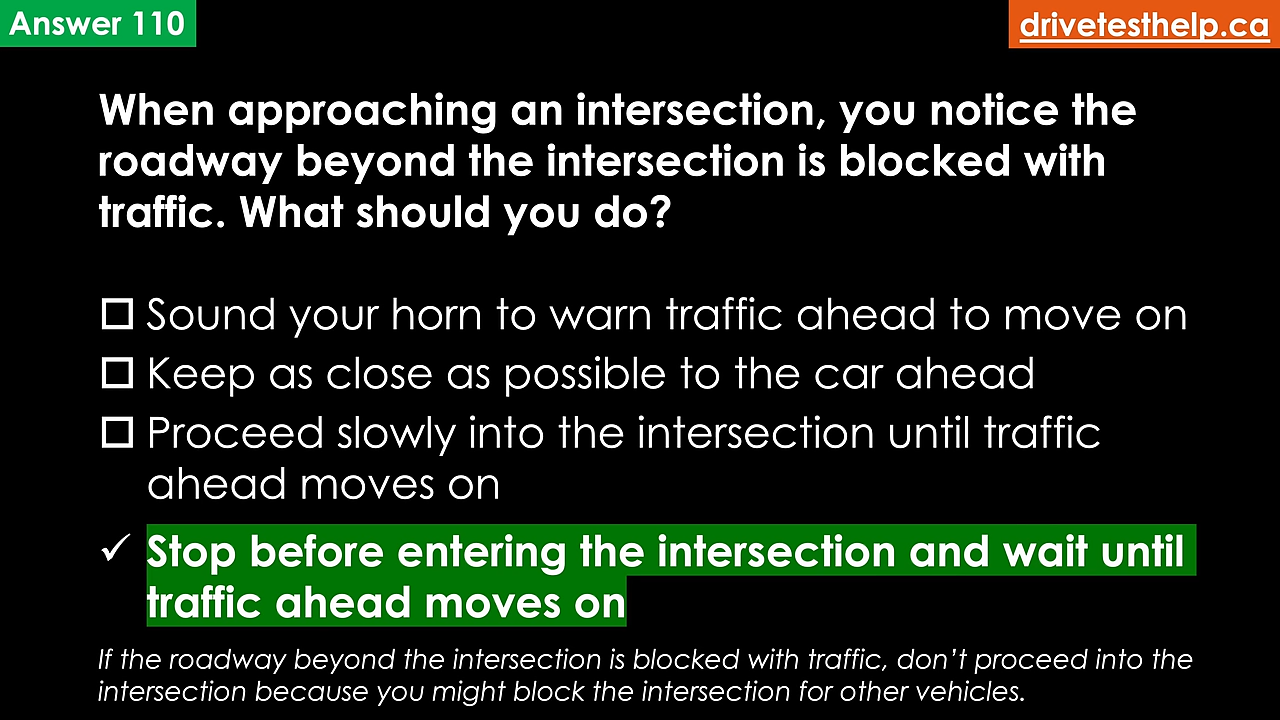 Answer 110
drivetesthelp.ca
When approaching an intersection, you notice the
roadway beyond the intersection is blocked with
traffic. What should you do?
Sound your horn to warn traffic ahead to move on
Keep as close as possible to the car ahead
Proceed slowly into the intersection until traffic
ahead moves on
Stop before entering the intersection and wait until
traffic ahead moves on
If the roadway beyond the intersection is blocked with traffic, don’t proceed into the
intersection because you might block the intersection for other vehicles.